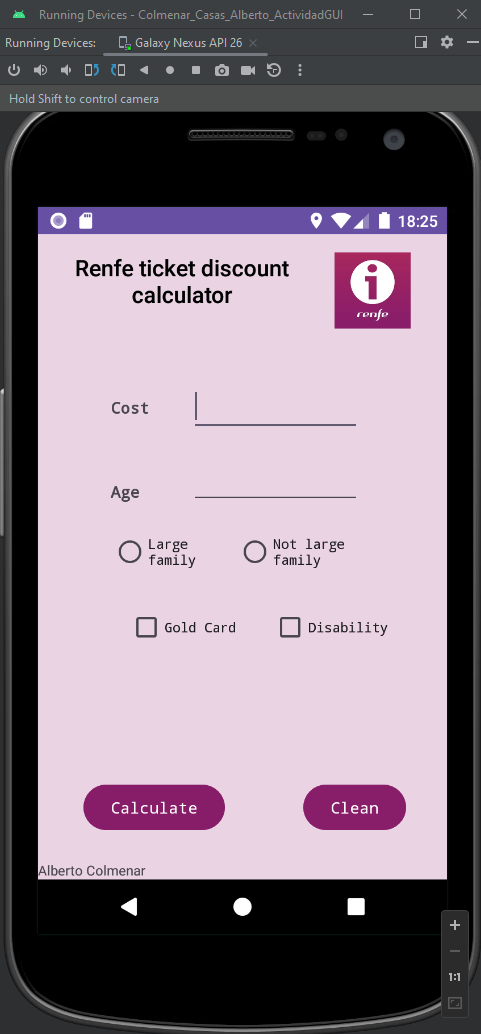 Running Devices - Colmenar_Casas_Alberto_ActividadGUI
Running Devices: Galaxy Nexus API 26
Hold Shift to control camera
18:25
Renfe ticket discount
calculator
i
renfe
Cost
Age
Large
family
Not large
family
Gold Card
Disability
Calculate
Clean
Alberto Colmenar
1:1